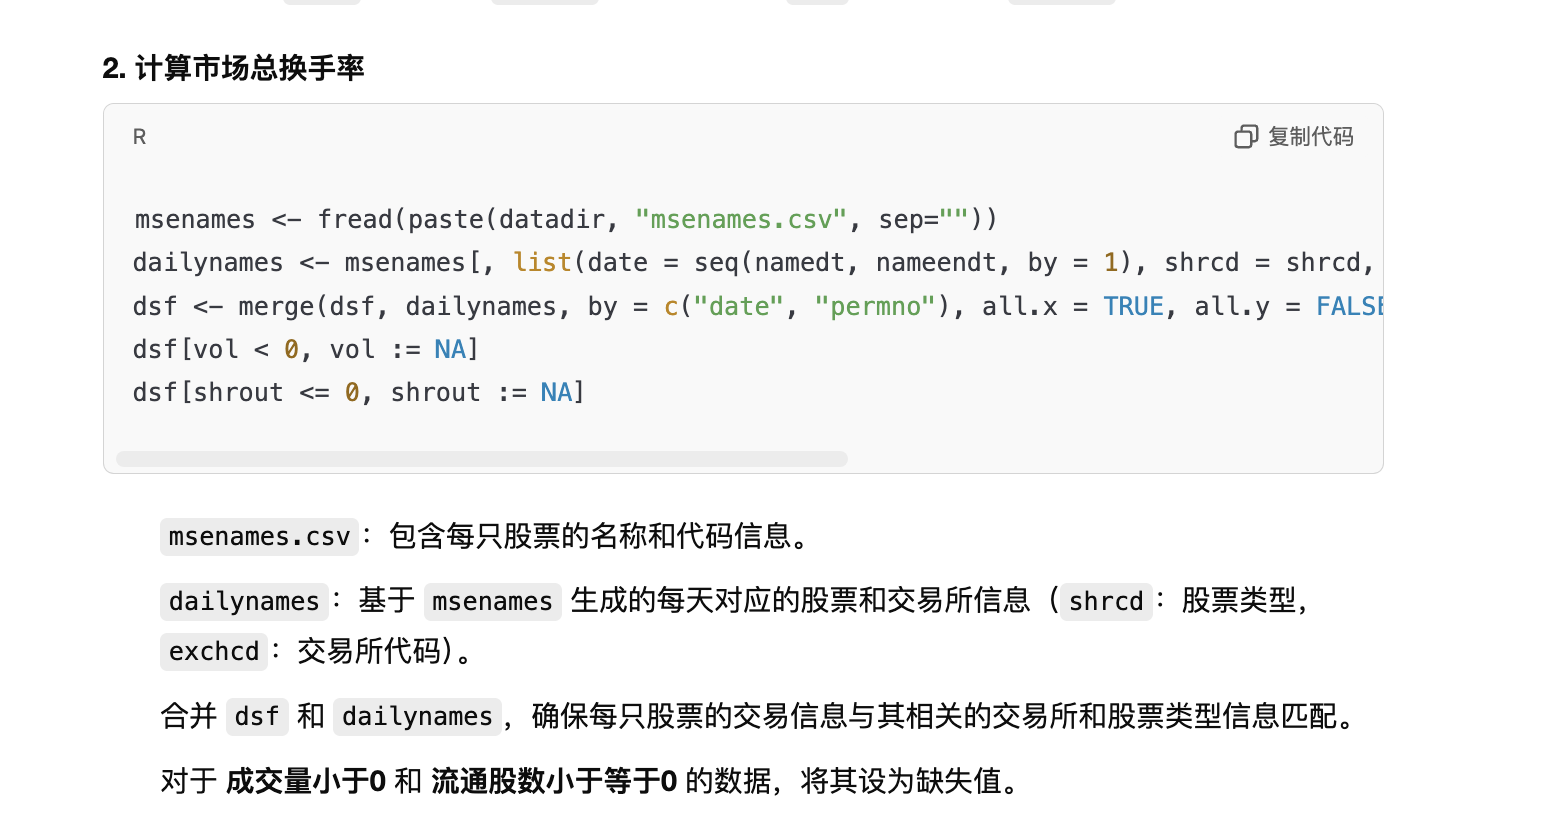 2. 计算市场总换手率
R
复制代码
msenames <- fread(paste(datadir, "msenames.csv", sep=""))
dailynames <- msenames[, list(date = seq(namedt, nameendt, by = 1), shrcd = shrcd,
dsf <- merge(dsf, dailynames, by = c("date", "permno"), all.x = TRUE, all.y = FALSE
dsf[vol < 0, vol := NA]
dsf[shrout <= 0, shrout := NA]
msenames.csv：包含每只股票的名称和代码信息。
dailynames：基于 msenames 生成的每天对应的股票和交易所信息（shrcd：股票类型，
exchcd：交易所代码）。
合并 dsf 和 dailynames，确保每只股票的交易信息与其相关的交易所和股票类型信息匹配。
对于 成交量小于0 和 流通股数小于等于0 的数据，将其设为缺失值。